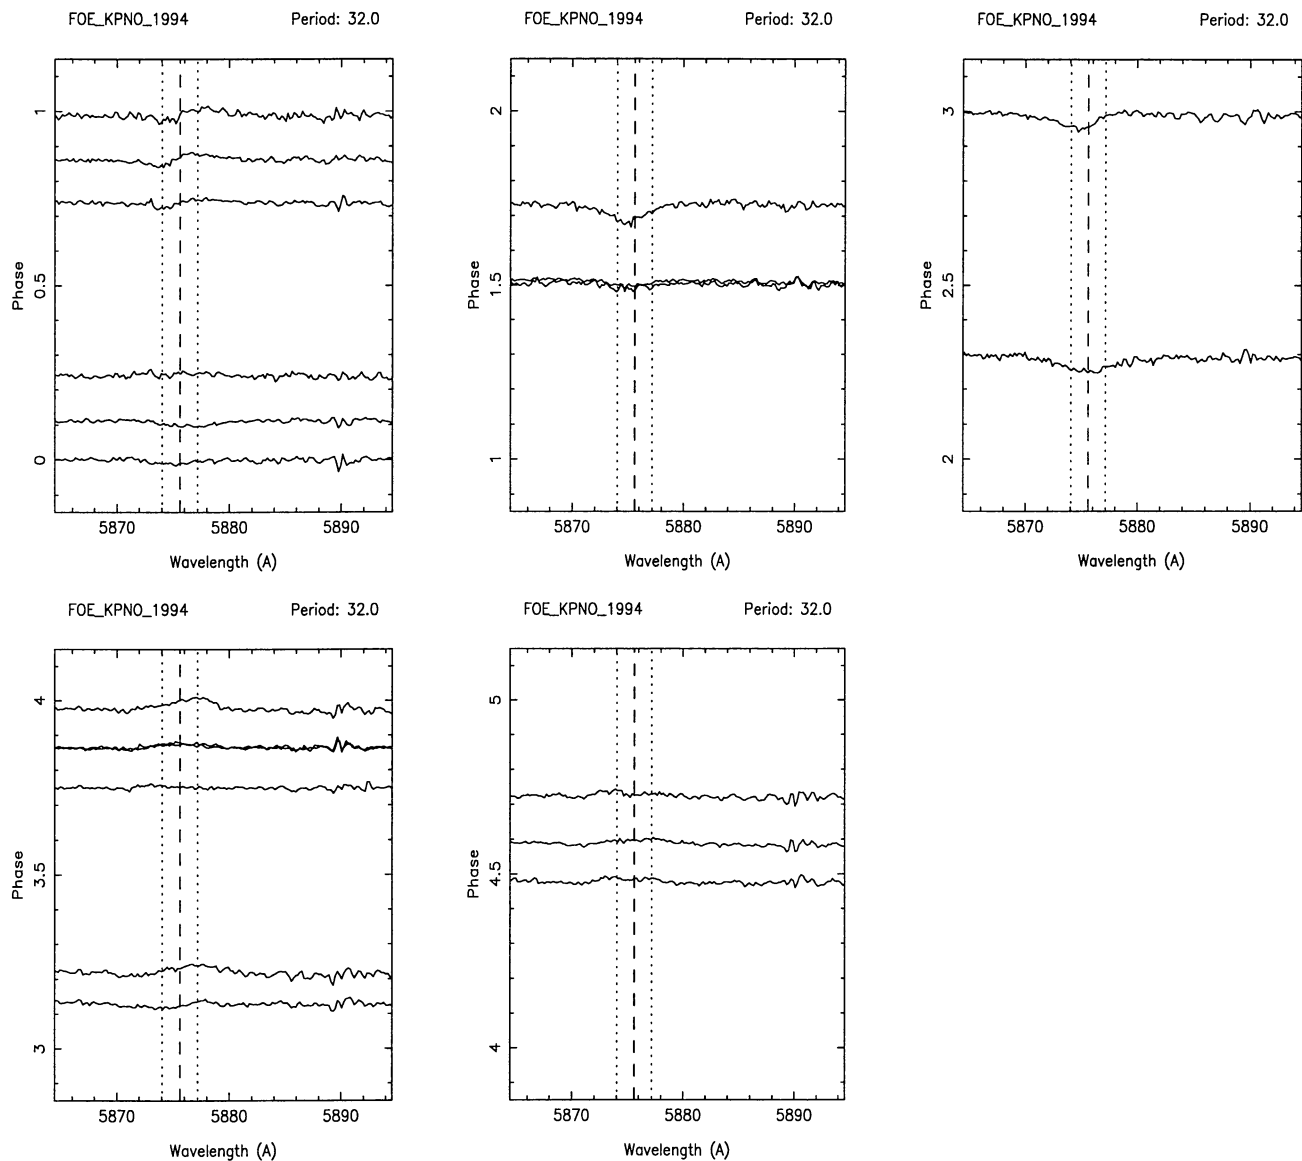 FOE_KPNO_1994 Period: 32.0
Phase
1
0.5
0
5870 5880 5890
Wavelength (A)
FOE_KPNO_1994 Period: 32.0
Phase
2
1.5
1
5870 5880 5890
Wavelength (A)
FOE_KPNO_1994 Period: 32.0
Phase
3
2.5
2
5870 5880 5890
Wavelength (A)
FOE_KPNO_1994 Period: 32.0
Phase
4
3.5
3
5870 5880 5890
Wavelength (A)
FOE_KPNO_1994 Period: 32.0
Phase
5
4.5
4
5870 5880 5890
Wavelength (A)